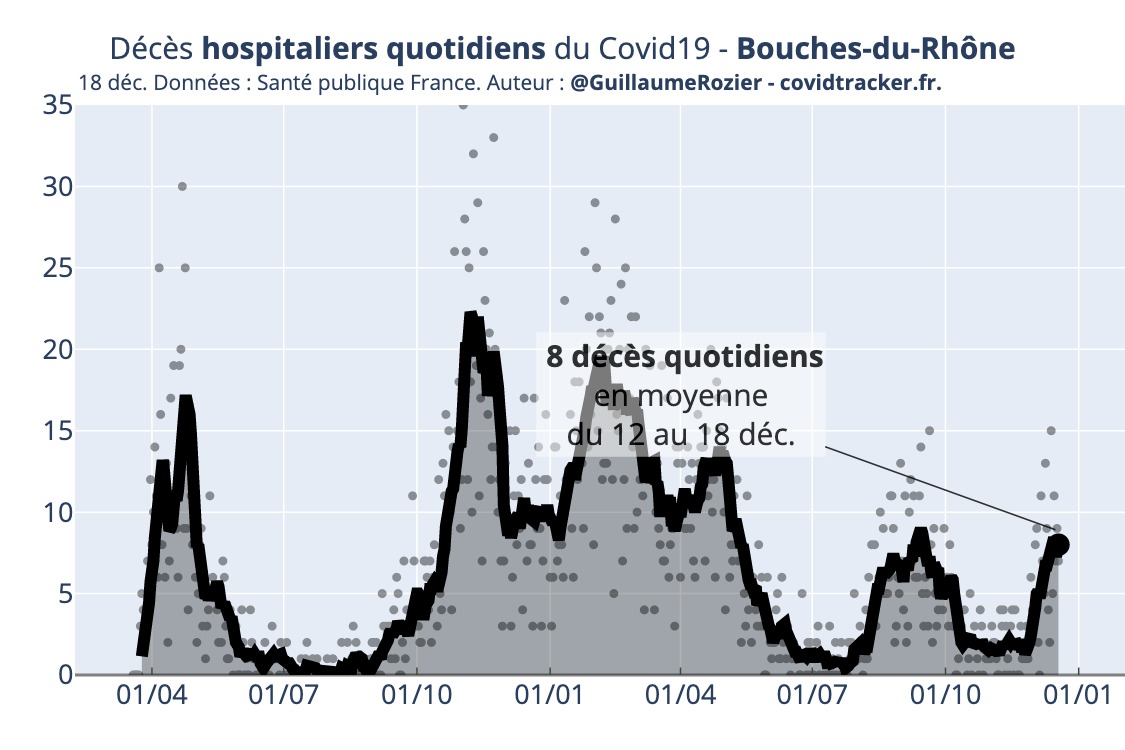 Décès hospitaliers quotidiens du Covid19 - Bouches-du-Rhône
18 déc. Données : Santé publique France. Auteur : @GuillaumeRozier - covidtracker.fr.
35
30
25
20
15
10
5
0
8 décès quotidiens
en moyenne
du 12 au 18 déc.
01/04 01/07 01/10 01/01 01/04 01/07 01/10 01/01